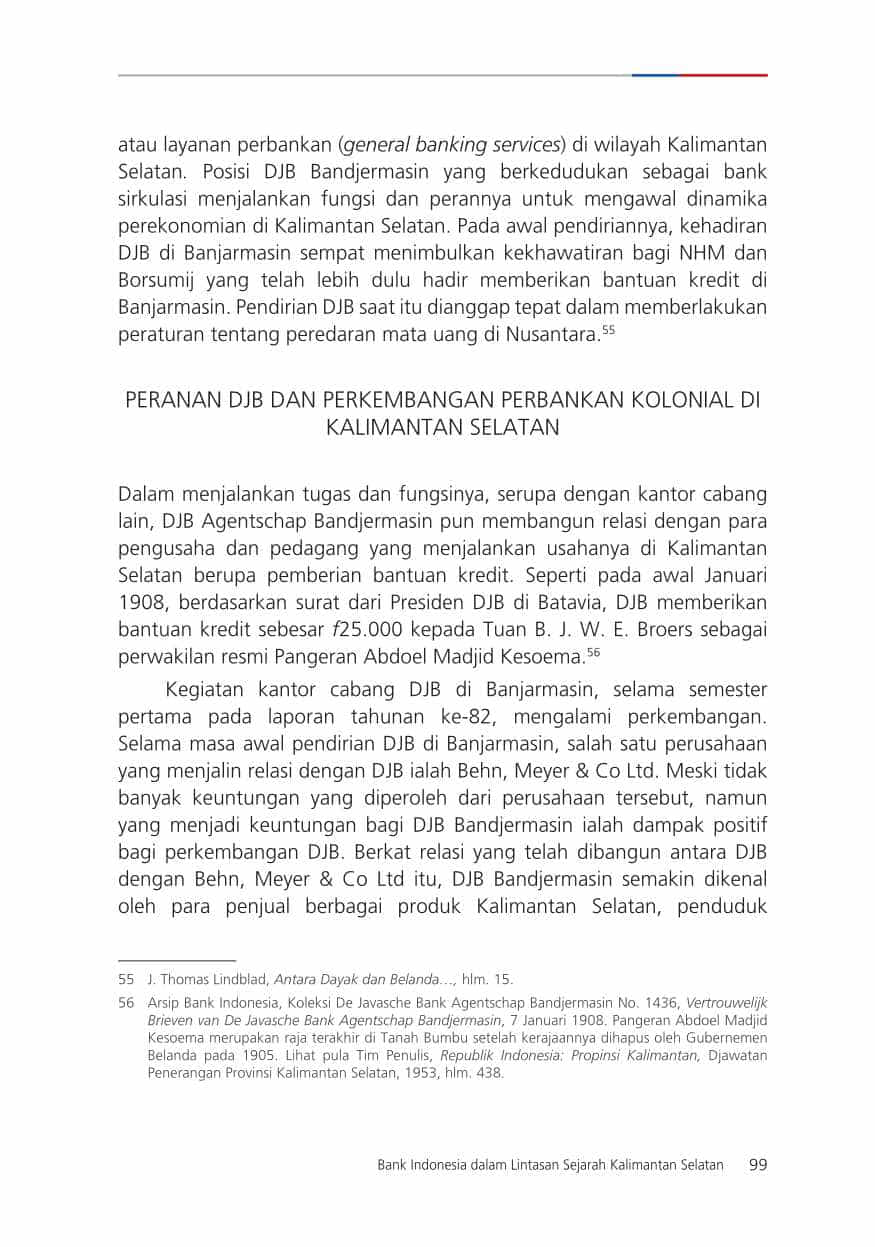 atau layanan perbankan (general banking services) di wilayah Kalimantan
Selatan. Posisi DJB Bandjermasin yang berkedudukan sebagai bank
sirkulasi menjalankan fungsi dan perannya untuk mengawal dinamika
perekonomian di Kalimantan Selatan. Pada awal pendiriannya, kehadiran
DJB di Banjarmasin sempat menimbulkan kekhawatiran bagi NHM dan
Borsumij yang telah lebih dulu hadir memberikan bantuan kredit di
Banjarmasin. Pendirian DJB saat itu dianggap tepat dalam memberlakukan
peraturan tentang peredaran mata uang di Nusantara.55
PERANAN DJB DAN PERKEMBANGAN PERBANKAN KOLONIAL DI
KALIMANTAN SELATAN
Dalam menjalankan tugas dan fungsinya, serupa dengan kantor cabang
lain, DJB Agentschap Bandjermasin pun membangun relasi dengan para
pengusaha dan pedagang yang menjalankan usahanya di Kalimantan
Selatan berupa pemberian bantuan kredit. Seperti pada awal Januari
1908, berdasarkan surat dari Presiden DJB di Batavia, DJB memberikan
bantuan kredit sebesar f25.000 kepada Tuan B. J. W. E. Broers sebagai
perwakilan resmi Pangeran Abdoel Madjid Kesoema.56
Kegiatan kantor cabang DJB di Banjarmasin, selama semester
pertama pada laporan tahunan ke-82, mengalami perkembangan.
Selama masa awal pendirian DJB di Banjarmasin, salah satu perusahaan
yang menjalin relasi dengan DJB ialah Behn, Meyer & Co Ltd. Meski tidak
banyak keuntungan yang diperoleh dari perusahaan tersebut, namun
yang menjadi keuntungan bagi DJB Bandjermasin ialah dampak positif
bagi perkembangan DJB. Berkat relasi yang telah dibangun antara DJB
dengan Behn, Meyer & Co Ltd itu, DJB Bandjermasin semakin dikenal
oleh para penjual berbagai produk Kalimantan Selatan, penduduk
55 J. Thomas Lindblad, Antara Dayak dan Belanda…, hlm. 15.
56 Arsip Bank Indonesia, Koleksi De Javasche Bank Agentschap Bandjermasin No. 1436, Vertrouwelijk
Brieven van De Javasche Bank Agentschap Bandjermasin, 7 Januari 1908. Pangeran Abdoel Madjid
Kesoema merupakan raja terakhir di Tanah Bumbu setelah kerajaannya dihapus oleh Gubernemen
Belanda pada 1905. Lihat pula Tim Penulis, Republik Indonesia: Propinsi Kalimantan, Djawatan
Penerangan Provinsi Kalimantan Selatan, 1953, hlm. 438.
Bank Indonesia dalam Lintasan Sejarah Kalimantan Selatan 99